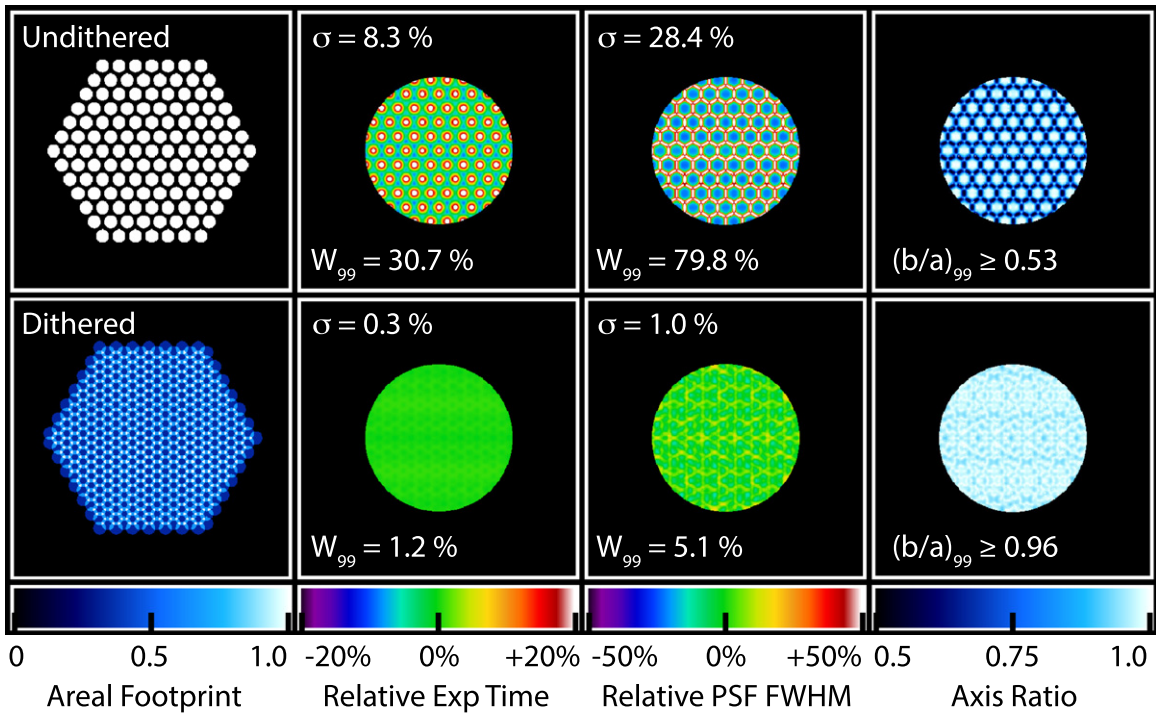 Undithered
σ = 8.3 %
σ = 28.4 %
W99 = 30.7 %
W99 = 79.8 %
(b/a)99 ≥ 0.53
Dithered
σ = 0.3 %
σ = 1.0 %
W99 = 1.2 %
W99 = 5.1 %
(b/a)99 ≥ 0.96
0 0.5 1.0 -20% 0% +20% -50% 0% +50% 0.5 0.75 1.0
Areal Footprint Relative Exp Time Relative PSF FWHM Axis Ratio